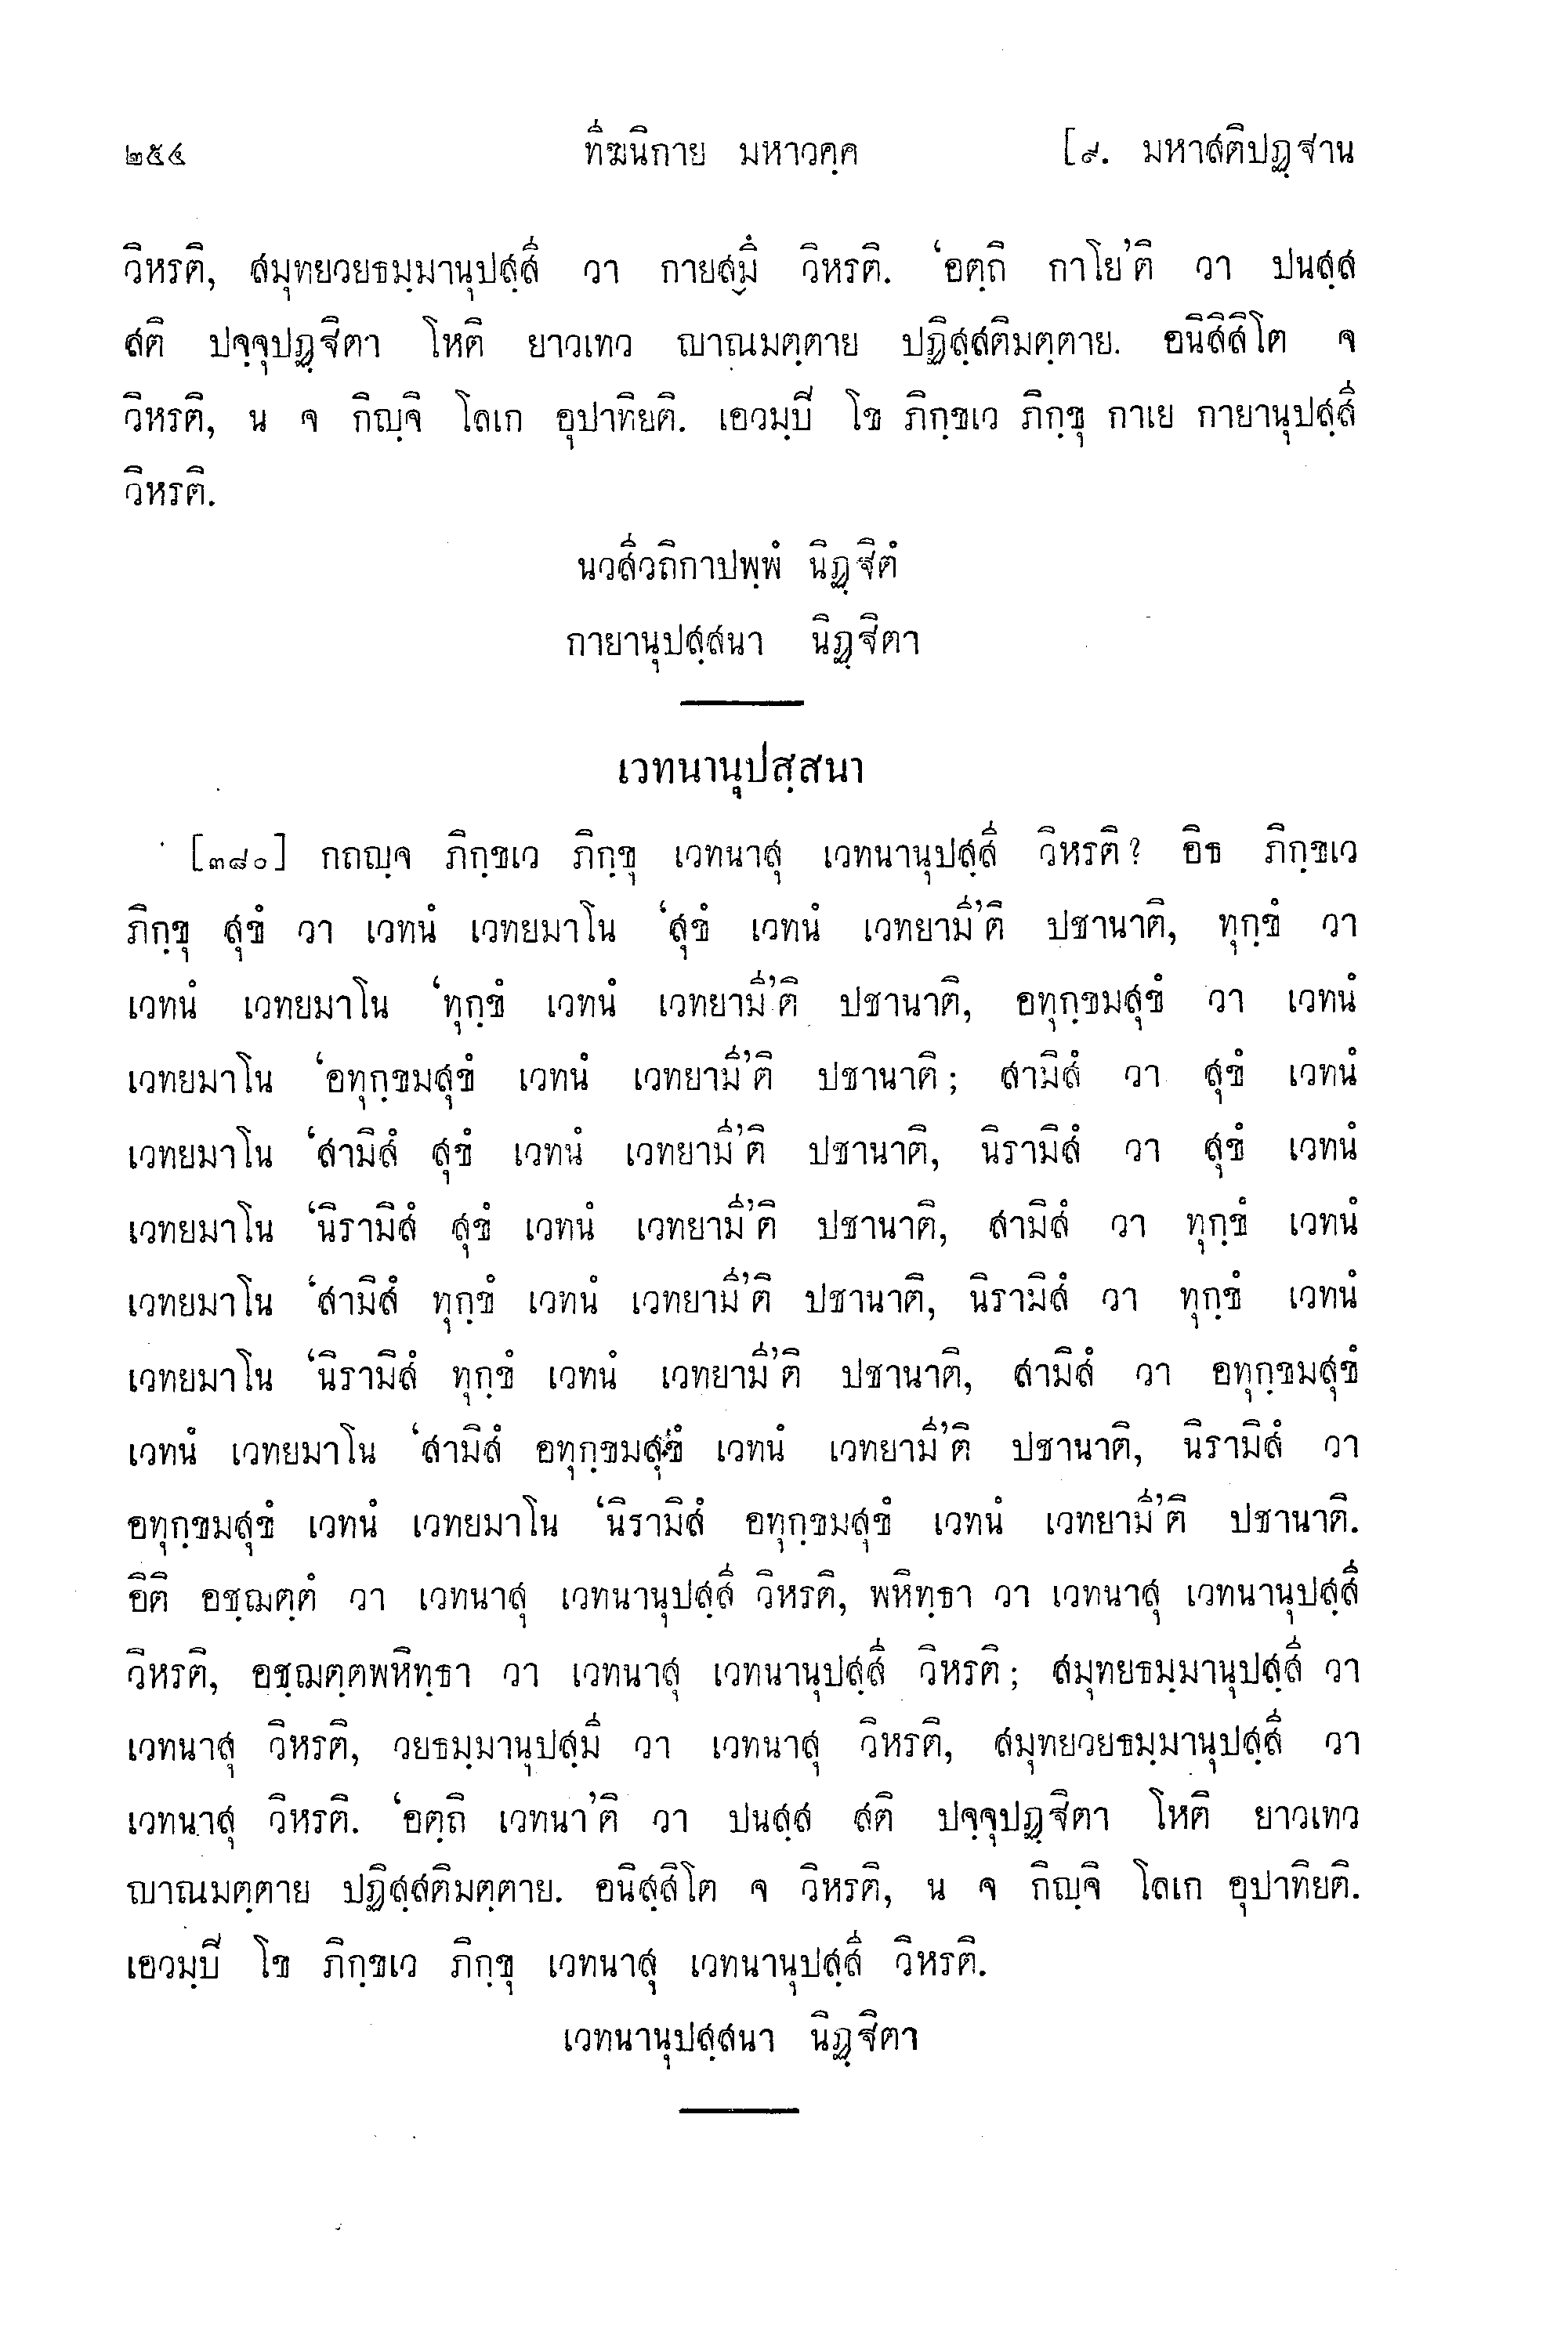 ๒๕๔ ทีฆนิกาย มหาวคฺค [๙. มหาสติปฏฺฐาน
วิหรติ, สมุทยวยธมฺมานุปสฺสี วา กายสฺมิํ วิหรติ. ‘อตฺถิ กาโย’ติ วา ปนสฺส
สติ ปจฺจุปฏฺฐิตา โหติ ยาวเทว ญาณมตฺตาย ปฏิสฺสติมตฺตาย. อนิสิสิโต จ
วิหรติ, น จ กิญฺจิ โลเก อุปาทิยติ. เอวมฺปี โข ภิกฺขเว ภิกฺขุ กาเย กายานุปสฺสี
วิหรติ.
นวสีวถิกาปพฺพํ นิฏฺฐิตํ
กายานุปสฺสนา นิฏฺฐิตา
เวทนานุปสฺสนา
[๓๘๐] กถญฺจ ภิกฺขเว ภิกฺขุ เวทนาสุ เวทนานุปสฺสี วิหรติ? อิธ ภิกฺขเว
ภิกฺขุ สุขํ วา เวทนํ เวทยมาโน ‘สุขํ เวทนํ เวทยามี’ติ ปชานาติ, ทุกฺขํ วา
เวทนํ เวทยมาโน ‘ทุกฺขํ เวทนํ เวทยามี’ติ ปชานาติ, อทุกฺขมสุขํ วา เวทนํ
เวทยมาโน ‘อทุกฺขมสุขํ เวทนํ เวทยามี’ติ ปชานาติ; สามิสํ วา สุขํ เวทนํ
เวทยมาโน ‘สามิสํ สุขํ เวทนํ เวทยามี’ติ ปชานาติ, นิรามิสํ วา สุขํ เวทนํ
เวทยมาโน ‘นิรามิสํ สุขํ เวทนํ เวทยามี’ติ ปชานาติ, สามิสํ วา ทุกฺขํ เวทนํ
เวทยมาโน ‘สามิสํ ทุกฺขํ เวทนํ เวทยามี’ติ ปชานาติ, นิรามิสํ วา ทุกฺขํ เวทนํ
เวทยมาโน ‘นิรามิสํ ทุกฺขํ เวทนํ เวทยามี’ติ ปชานาติ, สามิสํ วา อทุกฺขมสุขํ
เวทนํ เวทยมาโน ‘สามิสํ อทุกฺขมสุขํ เวทนํ เวทยามี’ติ ปชานาติ, นิรามิสํ วา
อทุกฺขมสุขํ เวทนํ เวทยมาโน ‘นิรามิสํ อทุกฺขมสุขํ เวทนํ เวทยามี’ติ ปชานาติ.
อิติ อชฺฌตฺตํ วา เวทนาสุ เวทนานุปสฺสี วิหรติ, พหิทฺธา วา เวทนาสุ เวทนานุปสฺสี
วิหรติ, อชฺฌตฺตพหิทฺธา วา เวทนาสุ เวทนานุปสฺสี วิหรติ; สมุทยธมฺมานุปสฺสี วา
เวทนาสุ วิหรติ, วยธมฺมานุปสฺมี วา เวทนาสุ วิหรติ, สมุทยวยธมฺมานุปสฺสี วา
เวทนาสุ วิหรติ. ‘อตฺถิ เวทนา’ติ วา ปนสฺส สติ ปจฺจุปฏฺฐิตา โหติ ยาวเทว
ญาณมตฺตาย ปฏิสฺสติมตฺตาย. อนิสฺสิโต จ วิหรติ, น จ กิญฺจิ โลเก อุปาทิยติ.
เอวมฺปี โข ภิกฺขเว ภิกฺขุ เวทนาสุ เวทนานุปสฺสี วิหรติ.
เวทนานุปสฺสนา นิฏฺฐิตา